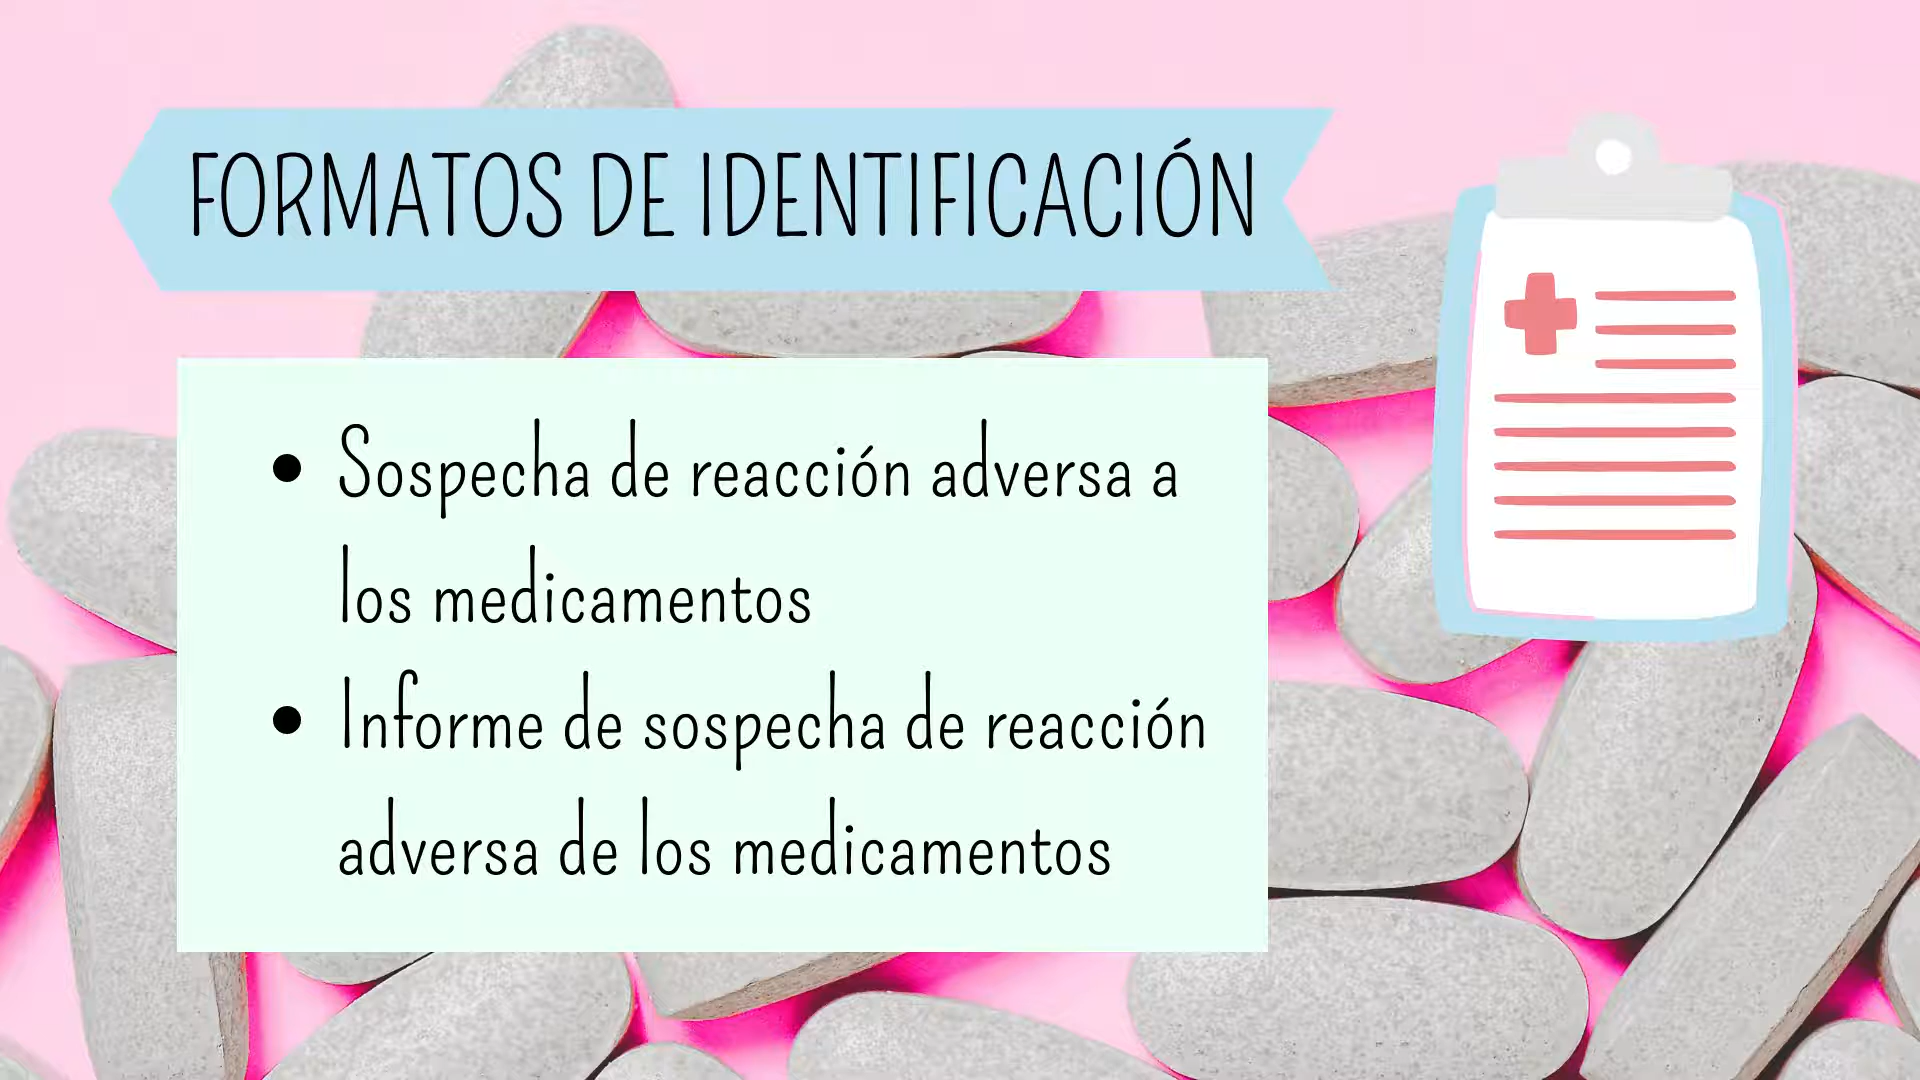 FORMATOS DE IDENTIFICACIÓN
• Sospecha de reacción adversa a
los medicamentos
• Informe de sospecha de reacción
adversa de los medicamentos